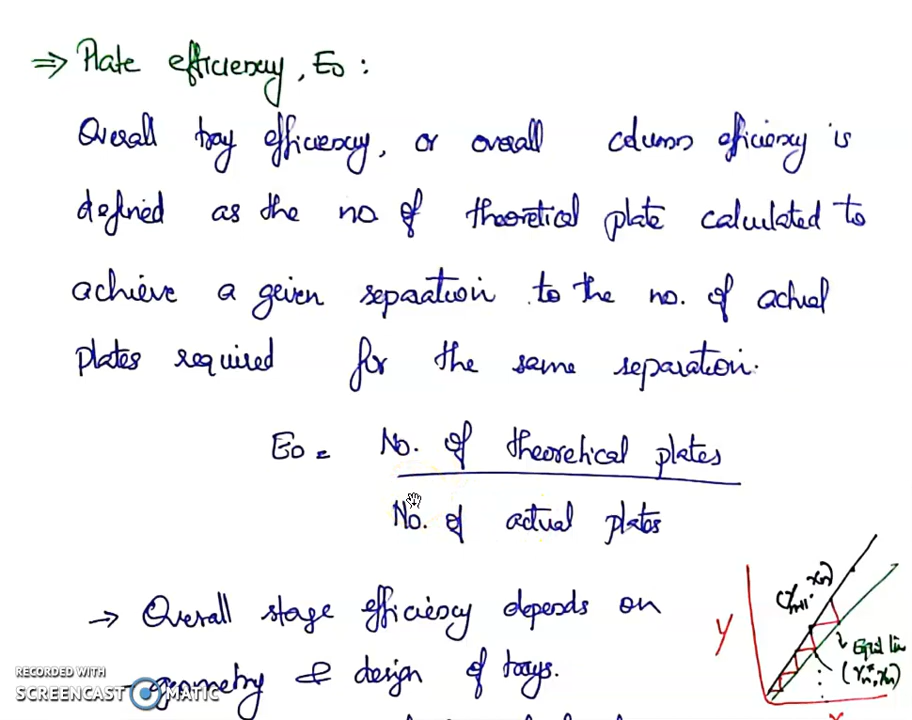 ⇒ Plate efficiency, Eo :
Overall tray efficiency, or overall column efficiency is
defined as the no of theoretical plate calculated to
achieve a given separation to the no. of actual
plates required for the same separation.
Eo = No. of theoretical plates
No. of actual plates
→ Overall stage efficiency depends on
geometry & design of trays.
Y
(Yn+1, Xn)
Eqbl line
(Yn*, Xn)
X
RECORDED WITH
SCREENCAST MATIC